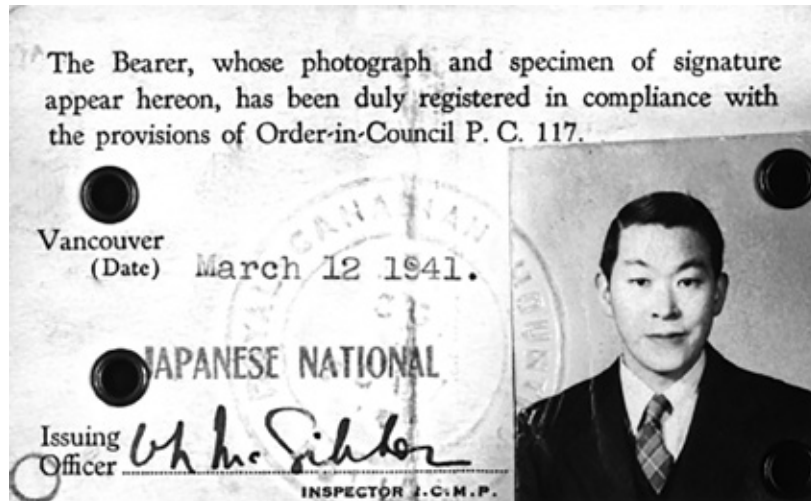 The Bearer, whose photograph and specimen of signature
appear hereon, has been duly registered in compliance with
the provisions of Order-in-Council P. C. 117.
Vancouver
(Date) March 12 1941.
CANADIAN
JAPANESE NATIONAL
Issuing
Officer
INSPECTOR R.C.M.P.